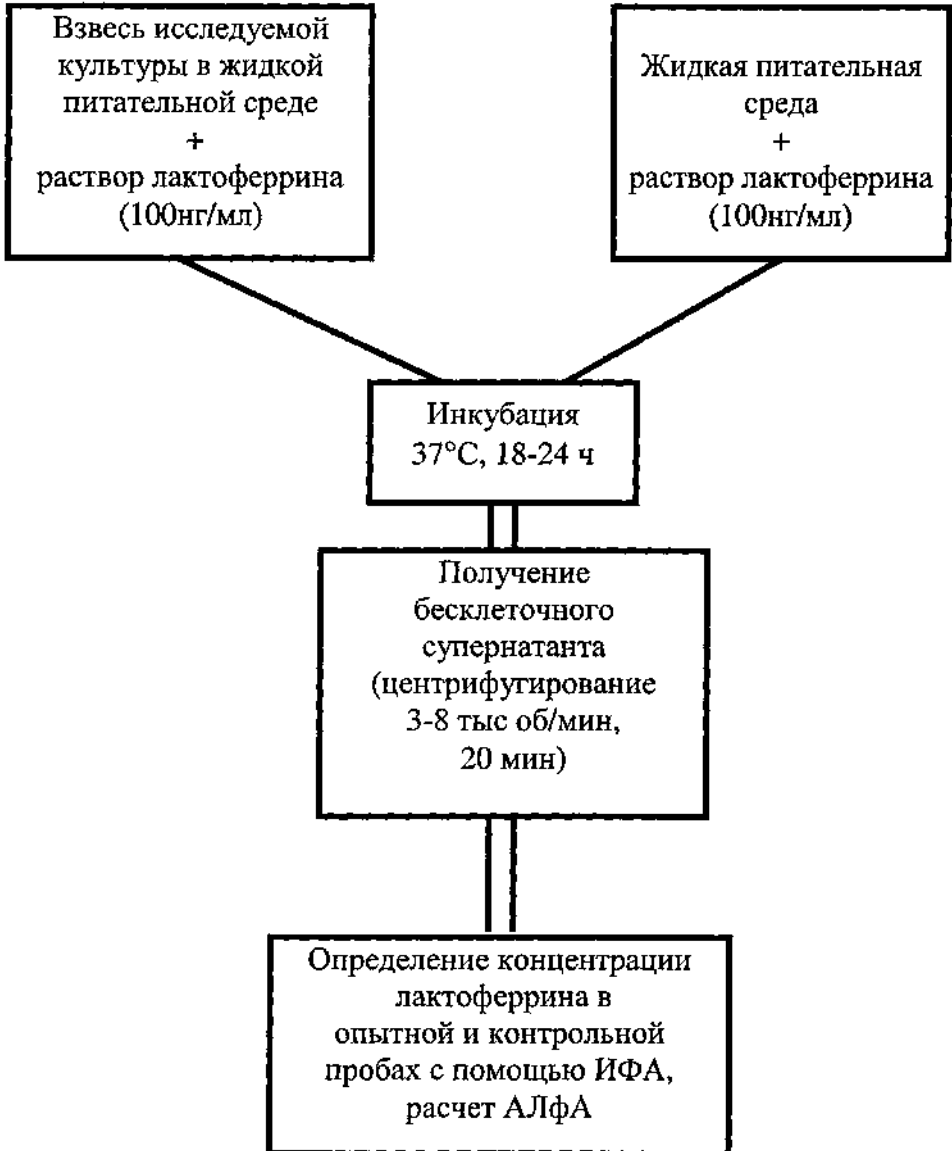 Взвесь исследуемой
культуры в жидкой
питательной среде
+
раствор лактоферрина
(100нг/мл)
Жидкая питательная
среда
+
раствор лактоферрина
(100нг/мл)
Инкубация
37°С, 18-24 ч
Получение
бесклеточного
супернатанта
(центрифугирование
3-8 тыс об/мин,
20 мин)
Определение концентрации
лактоферрина в
опытной и контрольной
пробах с помощью ИФА,
расчет АЛфА